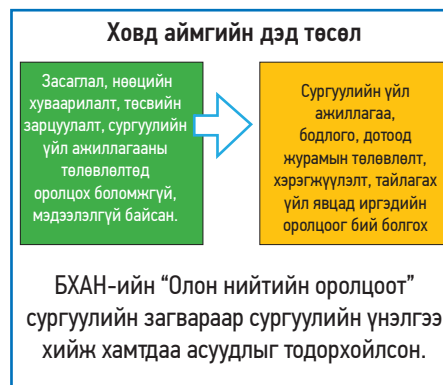 Ховд аймгийн дэд төсөл
Засаглал, нөөцийн
хуваарилалт, төсвийн
зарцуулалт, сургуулийн
үйл ажиллагааны
төлөвлөлтөд
оролцох боломжгүй,
мэдээлэлгүй байсан.
Сургуулийн үйл
ажиллагаа,
бодлого, дотоод
журамын төлөвлөлт,
хэрэгжүүлэлт, тайлагах
үйл явцад иргэдийн
оролцоог бий болгох
БХАН-ийн “Олон нийтийн оролцоот”
сургуулийн загвараар сургуулийн үнэлгээ
хийж хамтдаа асуудлыг тодорхойлсон.